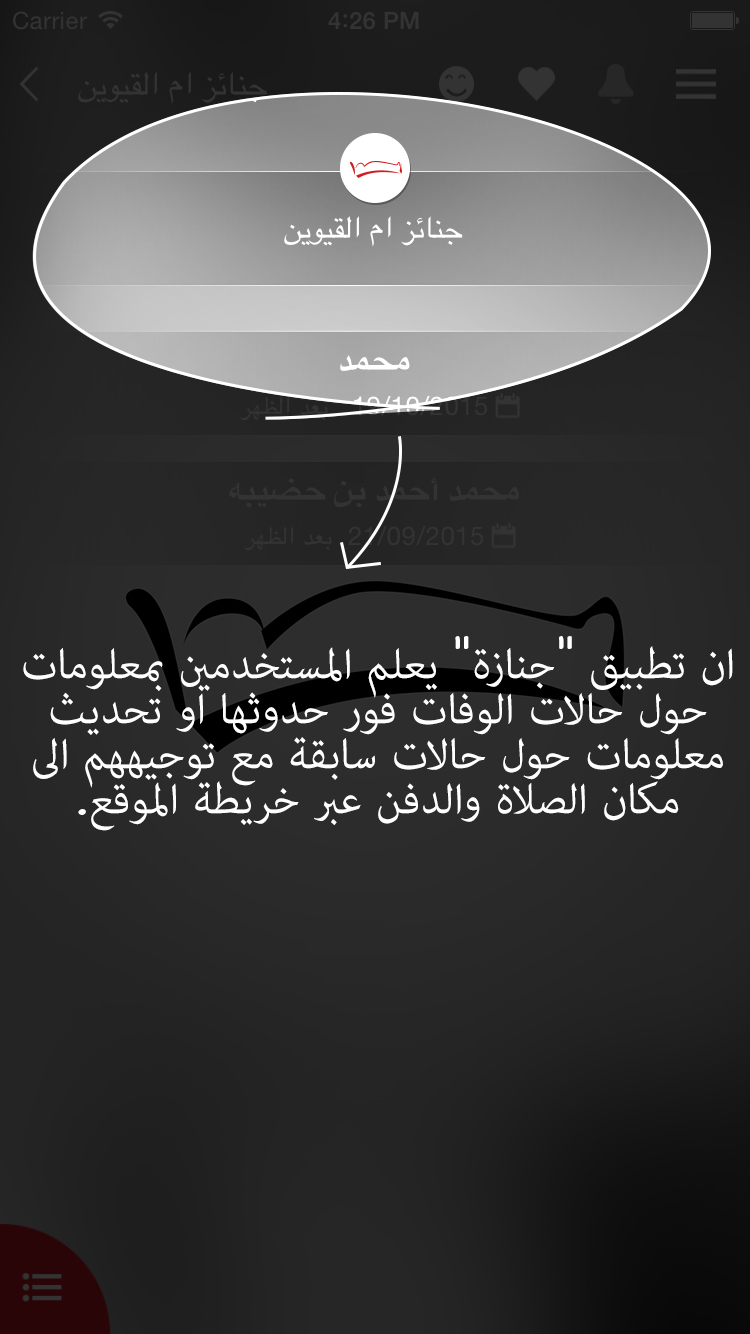 Carrier
4:26 PM
جنائز ام القيوين
جنائز ام القيوين
محمد
2015
بعد الظهر
محمد أحمد بن حضيبه
21/09/2015 بعد الظهر
ان تطبيق "جنازة" يعلم المستخدمين بمعلومات
حول حالات الوفات فور حدوثها او تحديث
معلومات حول حالات سابقة مع توجيههم الى
مكان الصلاة والدفن عبر خريطة الموقع.